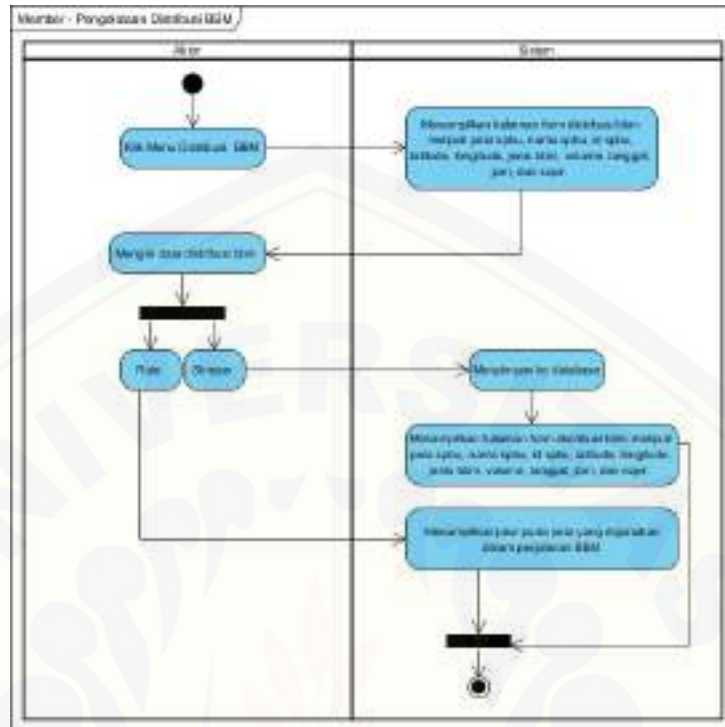 Member - Pengelolaan Distribusi BBM
Aktor
Sistem
Klik Menu Distribusi BBM
Menampilkan halaman form distribusi bbm
meliputi peta spbu, nama spbu, id spbu,
latitude, longitude, jenis bbm, volume, tanggal,
jam, dan supir
Mengisi data distribusi bbm
Rute
Simpan
Menyimpan ke database
Menampilkan halaman form distribusi bbm meliputi
peta spbu, nama spbu, id spbu, latitude, longitude,
jenis bbm, volume, tanggal, jam, dan supir
Menampilkan jalur pada peta yang digunakan
dalam perjalanan BBM
UNIVERS